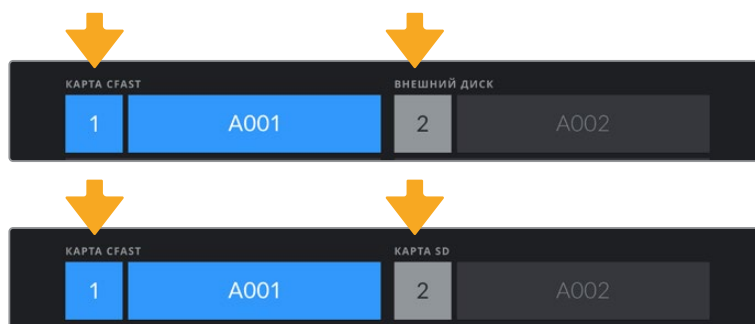 КАРТА CFAST ВНЕШНИЙ ДИСК
1 A001 2 A002
КАРТА CFAST КАРТА SD
1 A001 2 A002